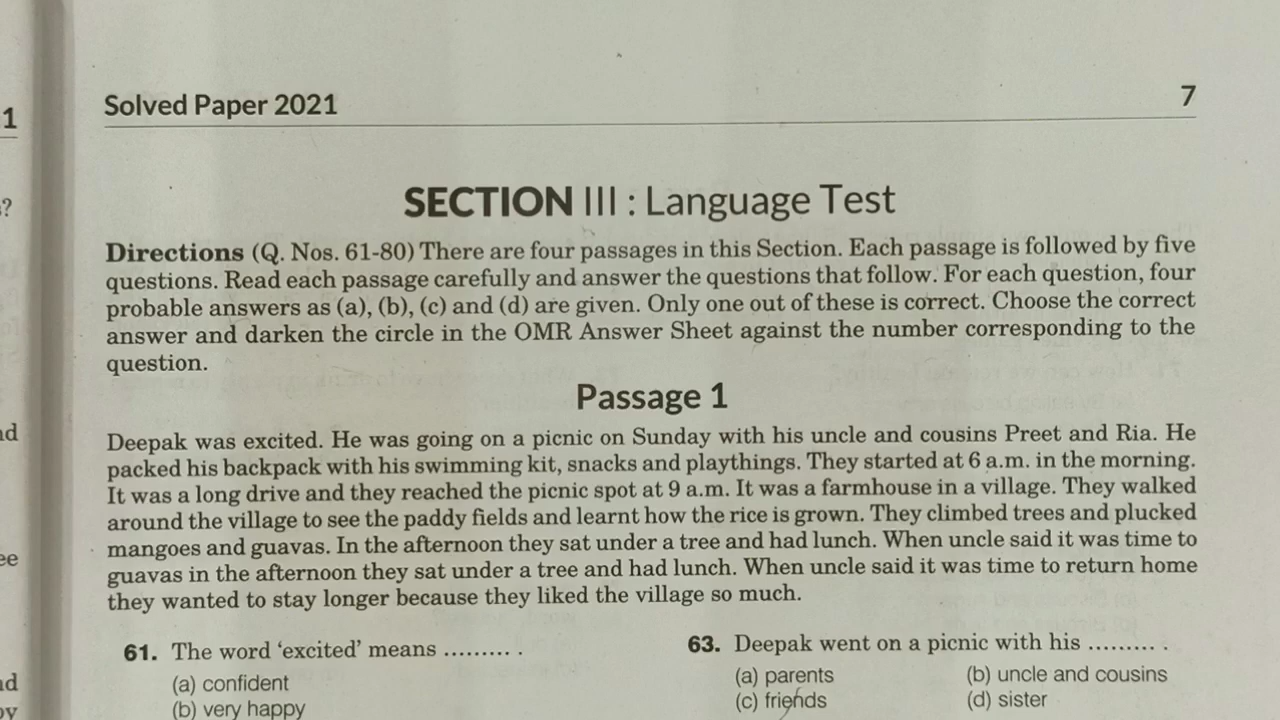 Solved Paper 2021
7
1
?
nd
ee
nd
SECTION III : Language Test
Directions (Q. Nos. 61-80) There are four passages in this Section. Each passage is followed by five
questions. Read each passage carefully and answer the questions that follow. For each question, four
probable answers as (a), (b), (c) and (d) are given. Only one out of these is correct. Choose the correct
answer and darken the circle in the OMR Answer Sheet against the number corresponding to the
question.
Passage 1
Deepak was excited. He was going on a picnic on Sunday with his uncle and cousins Preet and Ria. He
packed his backpack with his swimming kit, snacks and playthings. They started at 6 a.m. in the morning.
It was a long drive and they reached the picnic spot at 9 a.m. It was a farmhouse in a village. They walked
around the village to see the paddy fields and learnt how the rice is grown. They climbed trees and plucked
mangoes and guavas. In the afternoon they sat under a tree and had lunch. When uncle said it was time to
guavas in the afternoon they sat under a tree and had lunch. When uncle said it was time to return home
they wanted to stay longer because they liked the village so much.
61. The word ‘excited’ means ......... .
(a) confident
(b) very happy
63. Deepak went on a picnic with his ......... .
(a) parents (b) uncle and cousins
(c) friends (d) sister